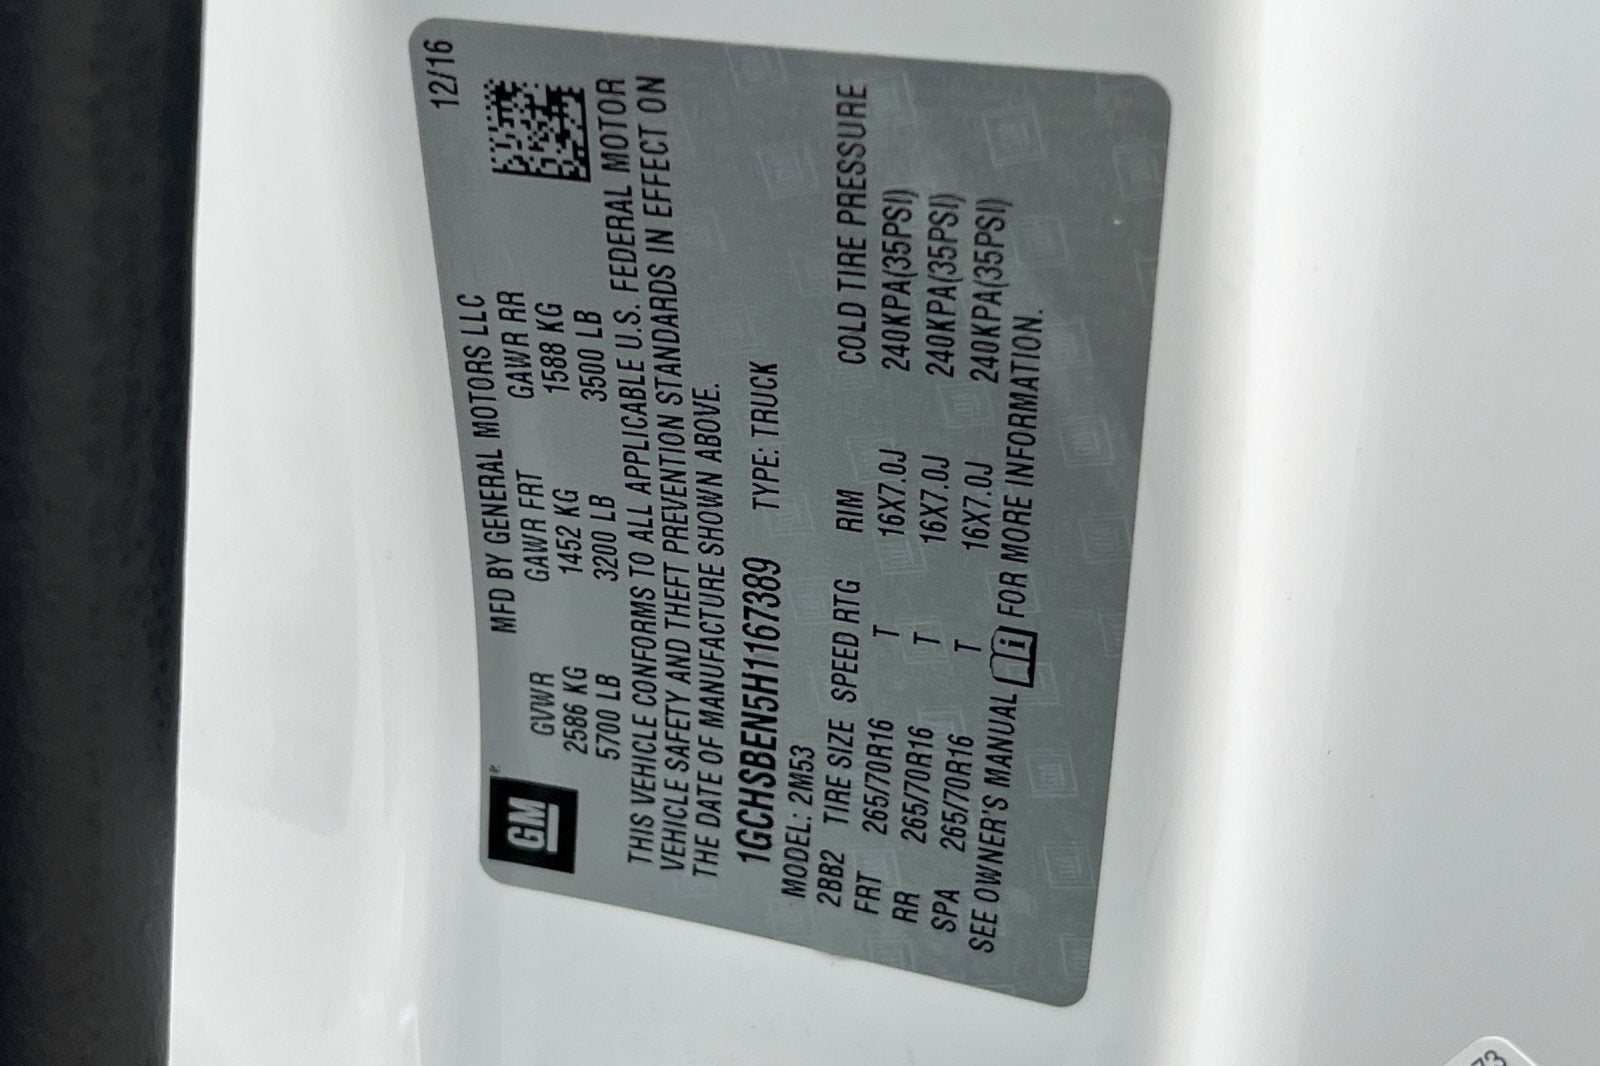 12/16
MFD BY GENERAL MOTORS LLC
GM
GVWR GAWR FRT GAWR RR
2586 KG 1452 KG 1588 KG
5700 LB 3200 LB 3500 LB
THIS VEHICLE CONFORMS TO ALL APPLICABLE U.S. FEDERAL MOTOR
VEHICLE SAFETY AND THEFT PREVENTION STANDARDS IN EFFECT ON
THE DATE OF MANUFACTURE SHOWN ABOVE.
1GCHSBEN5H1167389 TYPE: TRUCK
MODEL: 2M53
2BB2 TIRE SIZE SPEED RTG RIM COLD TIRE PRESSURE
FRT 265/70R16 T 16X7.0J 240KPA(35PSI)
RR 265/70R16 T 16X7.0J 240KPA(35PSI)
SPA 265/70R16 T 16X7.0J 240KPA(35PSI)
SEE OWNER'S MANUAL i FOR MORE INFORMATION.
73